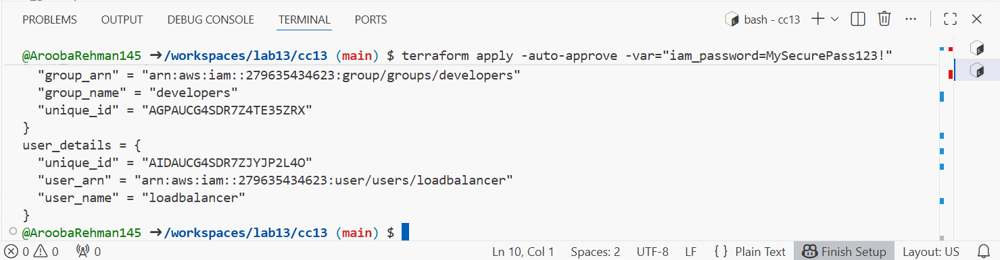 PROBLEMS OUTPUT DEBUG CONSOLE TERMINAL PORTS bash - cc13
@AroobaRehman145 ➜/workspaces/lab13/cc13 (main) $ terraform apply -auto-approve -var="iam_password=MySecurePass123!"
"group_arn" = "arn:aws:iam::279635434623:group/groups/developers"
"group_name" = "developers"
"unique_id" = "AGPAUCG4SDR7Z4TE35ZRX"
}
user_details = {
"unique_id" = "AIDAUCG4SDR7ZJYJP2L4O"
"user_arn" = "arn:aws:iam::279635434623:user/users/loadbalancer"
"user_name" = "loadbalancer"
}
@AroobaRehman145 ➜/workspaces/lab13/cc13 (main) $
0 0 0 Ln 10, Col 1 Spaces: 2 UTF-8 LF { } Plain Text Finish Setup Layout: US